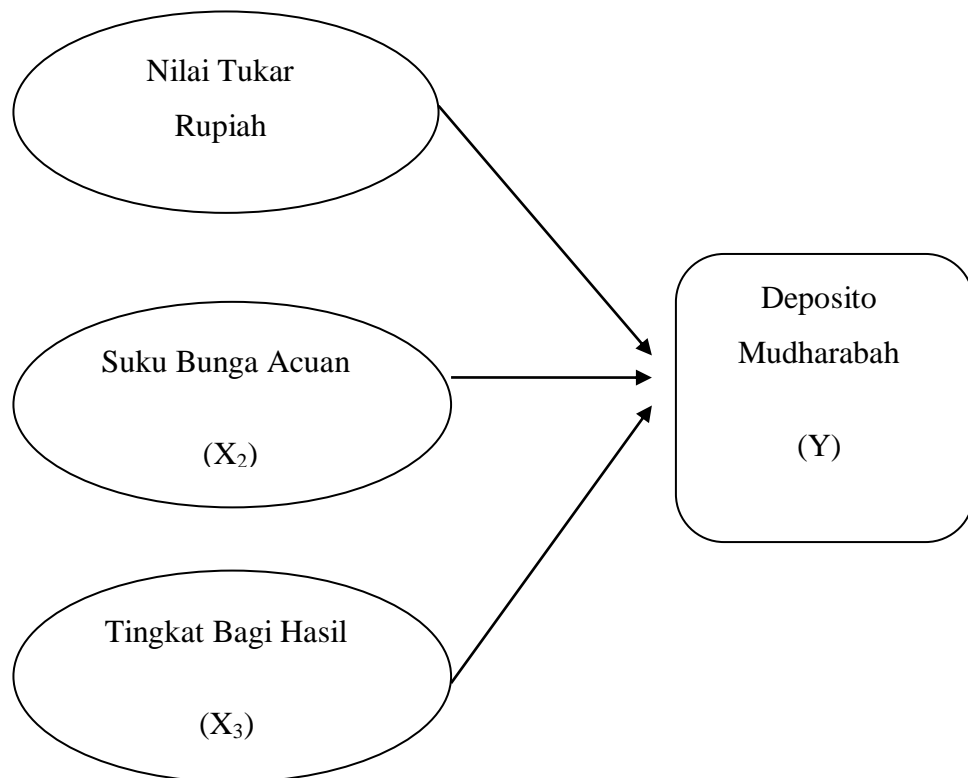 Nilai Tukar
Rupiah
Suku Bunga Acuan
(X₂)
Tingkat Bagi Hasil
(X₃)
Deposito
Mudharabah
(Y)